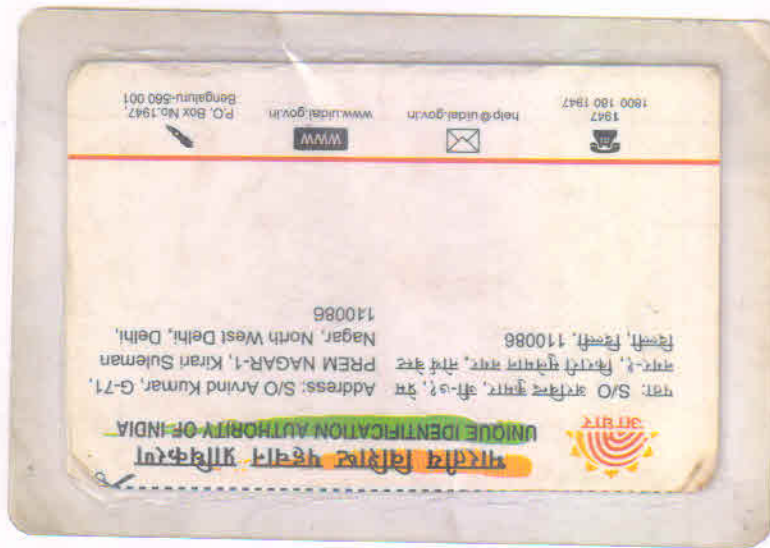 भारतीय विशिष्ट पहचान प्राधिकरण
UNIQUE IDENTIFICATION AUTHORITY OF INDIA
आधार
पता: S/O अरविन्द कुमार, जी-७१, प्रेम
नगर-१, किरारी सुलेमान नगर, नोर्थ वेस्ट
दिल्ली, दिल्ली, 110086
Address: S/O Arvind Kumar, G-71,
PREM NAGAR-1, Kirari Suleman
Nagar, North West Delhi, Delhi,
110086
1947
1800 180 1947
help@uidai.gov.in
WWW
www.uidai.gov.in
P.O. Box No.1947,
Bengaluru-560 001